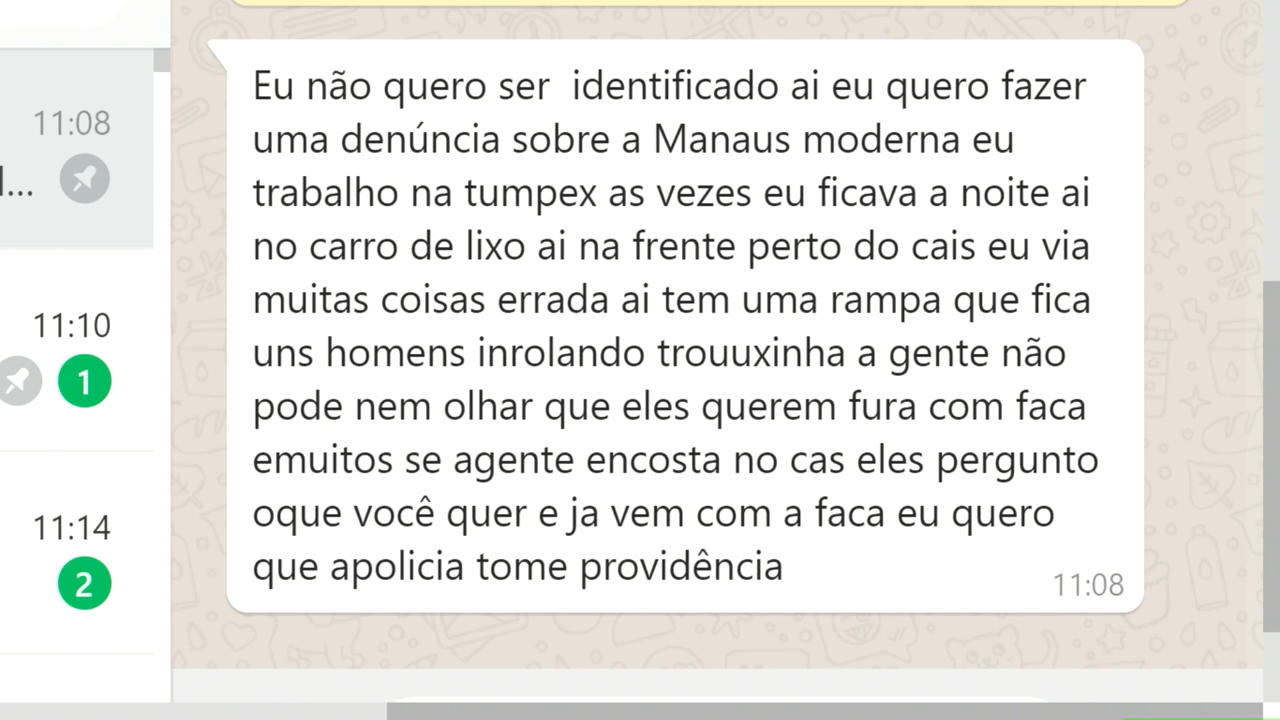 11:08
l...
11:10
1
11:14
2
Eu não quero ser  identificado ai eu quero fazer
uma denúncia sobre a Manaus moderna eu
trabalho na tumpex as vezes eu ficava a noite ai
no carro de lixo ai na frente perto do cais eu via
muitas coisas errada ai tem uma rampa que fica
uns homens inrolando trouuxinha a gente não
pode nem olhar que eles querem fura com faca
emuitos se agente encosta no cas eles pergunto
oque você quer e ja vem com a faca eu quero
que apolicia tome providência
11:08